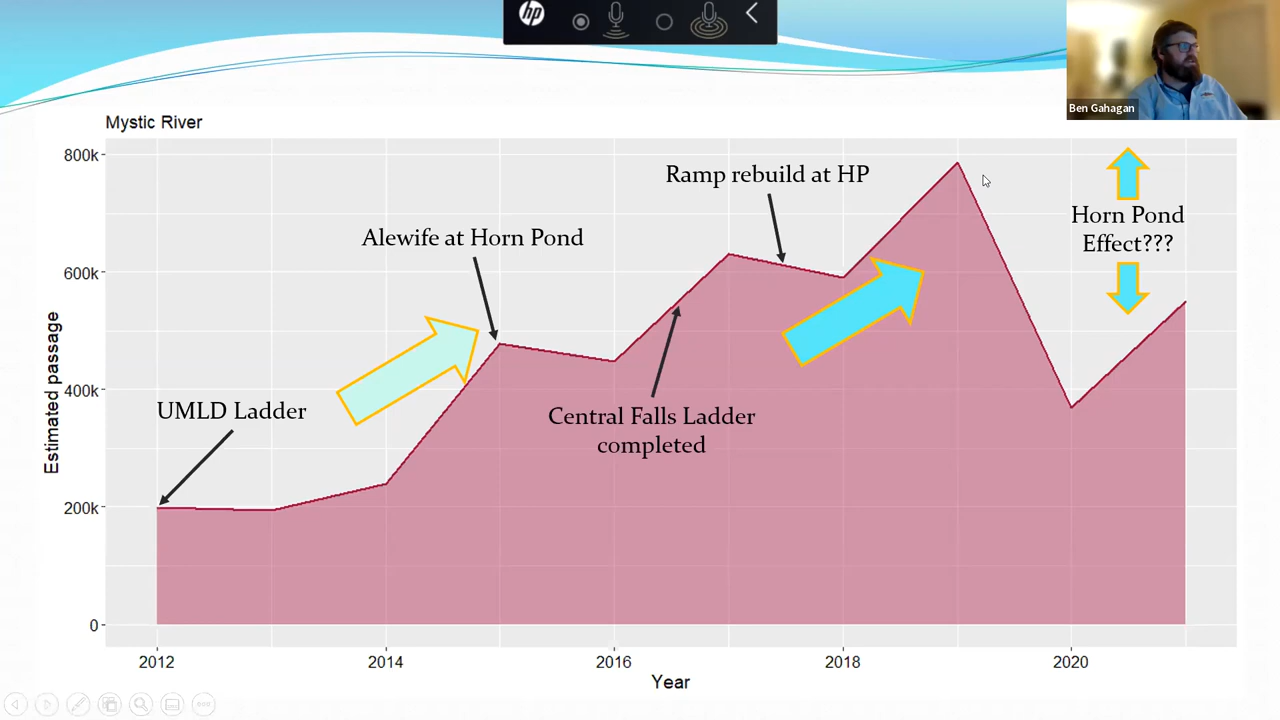 hp
Ben Gahagan
Mystic River
800k
600k
400k
200k
0
Estimated passage
Ramp rebuild at HP
Alewife at Horn Pond
Horn Pond
Effect???
UMLD Ladder
Central Falls Ladder
completed
2012
2014
2016
2018
2020
Year